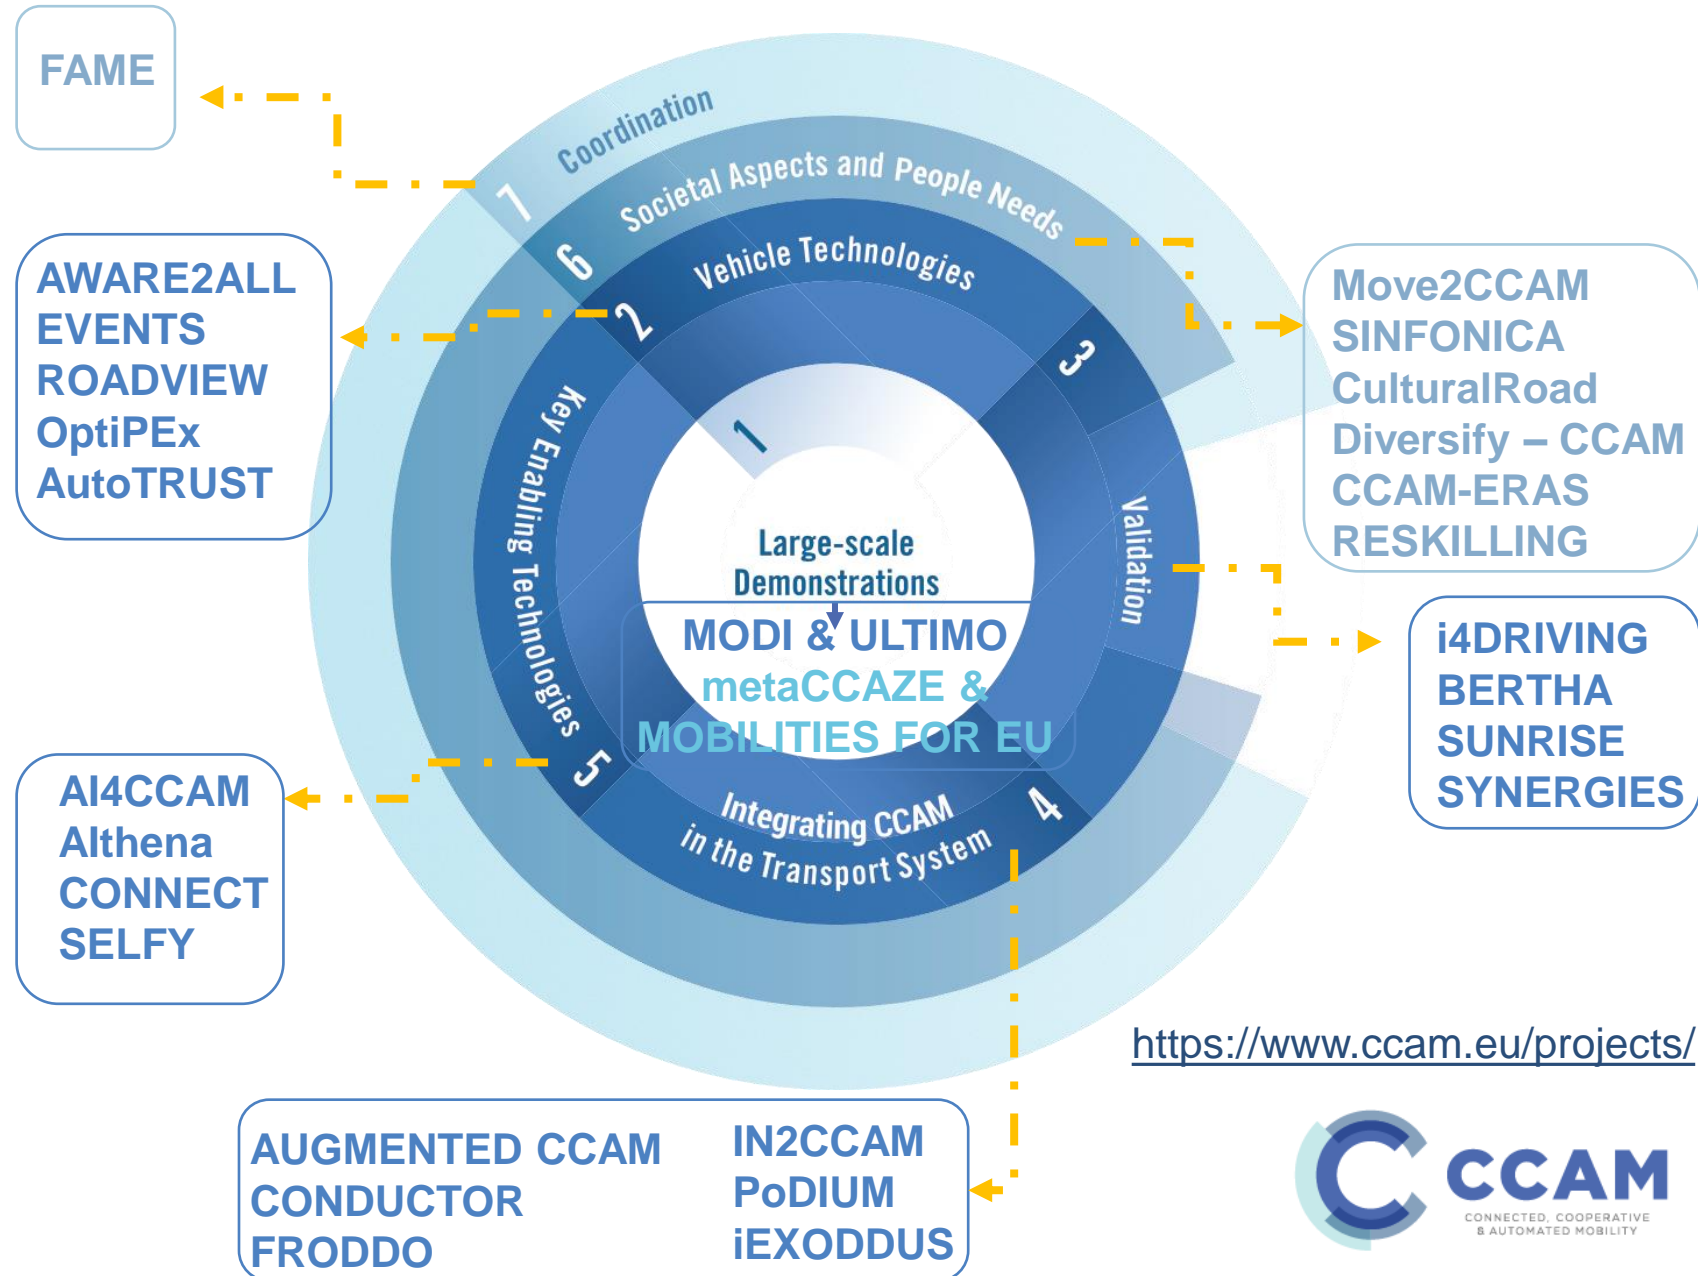 FAME
7
Coordination
6
Societal Aspects and People Needs
2
Vehicle Technologies
3
Validation
1
Large-scale
Demonstrations
MODI & ULTIMO
metaCCAZE &
MOBILITIES FOR EU
4
Integrating CCAM
in the Transport System
5
Key Enabling Technologies
AWARE2ALL
EVENTS
ROADVIEW
OptiPEx
AutoTRUST
Move2CCAM
SINFONICA
CulturalRoad
Diversify – CCAM
CCAM-ERAS
RESKILLING
i4DRIVING
BERTHA
SUNRISE
SYNERGIES
AI4CCAM
AIthena
CONNECT
SELFY
AUGMENTED CCAM
CONDUCTOR
FRODDO
IN2CCAM
PoDIUM
iEXODDUS
https://www.ccam.eu/projects/
CCAM
CONNECTED, COOPERATIVE
& AUTOMATED MOBILITY